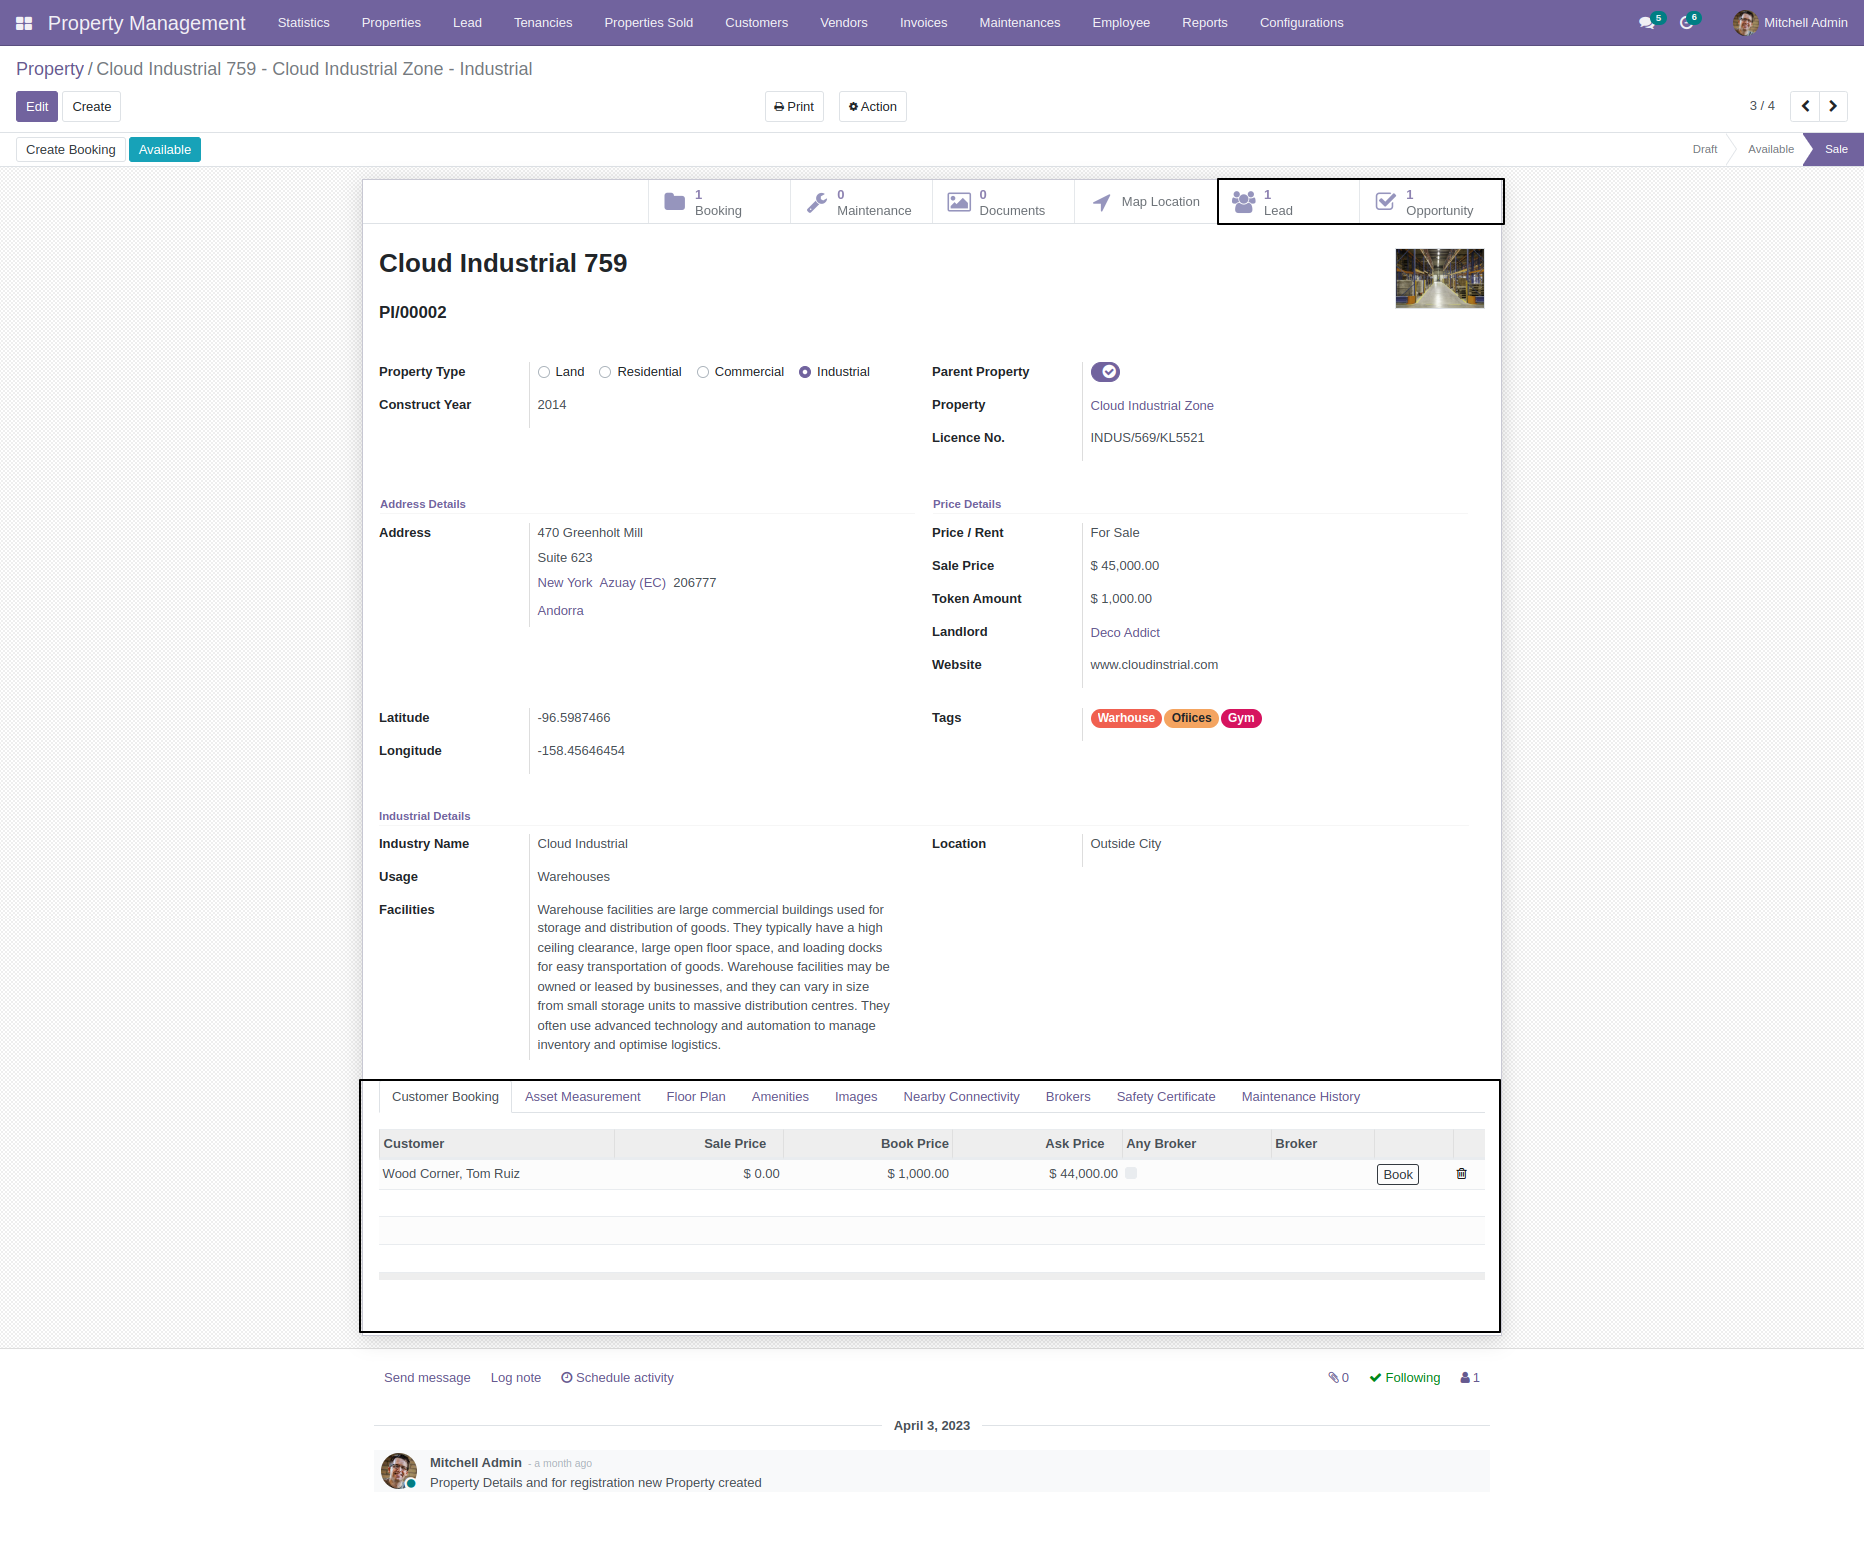 Property Management Statistics Properties Lead Tenancies Properties Sold Customers Vendors Invoices Maintenances Employee Reports Configurations 5 6 Mitchell Admin
Property / Cloud Industrial 759 - Cloud Industrial Zone - Industrial
Edit Create Print Action 3 / 4
Create Booking Available Draft Available Sale
1 Booking 0 Maintenance 0 Documents Map Location 1 Lead 1 Opportunity
Cloud Industrial 759
PI/00002
Property Type Land Residential Commercial Industrial Parent Property
Construct Year 2014 Property Cloud Industrial Zone
Licence No. INDUS/569/KL5521
Address Details Price Details
Address 470 Greenholt Mill Price / Rent For Sale
Suite 623 Sale Price $ 45,000.00
New York Azuay (EC) 206777 Token Amount $ 1,000.00
Andorra Landlord Deco Addict
Website www.cloudinstrial.com
Latitude -96.5987466 Tags Warhouse Ofiices Gym
Longitude -158.45646454
Industrial Details
Industry Name Cloud Industrial Location Outside City
Usage Warehouses
Facilities Warehouse facilities are large commercial buildings used for
storage and distribution of goods. They typically have a high
ceiling clearance, large open floor space, and loading docks
for easy transportation of goods. Warehouse facilities may be
owned or leased by businesses, and they can vary in size
from small storage units to massive distribution centres. They
often use advanced technology and automation to manage
inventory and optimise logistics.
Customer Booking Asset Measurement Floor Plan Amenities Images Nearby Connectivity Brokers Safety Certificate Maintenance History
Customer Sale Price Book Price Ask Price Any Broker Broker
Wood Corner, Tom Ruiz $ 0.00 $ 1,000.00 $ 44,000.00 Book
Send message Log note Schedule activity 0 Following 1
April 3, 2023
Mitchell Admin - a month ago
Property Details and for registration new Property created